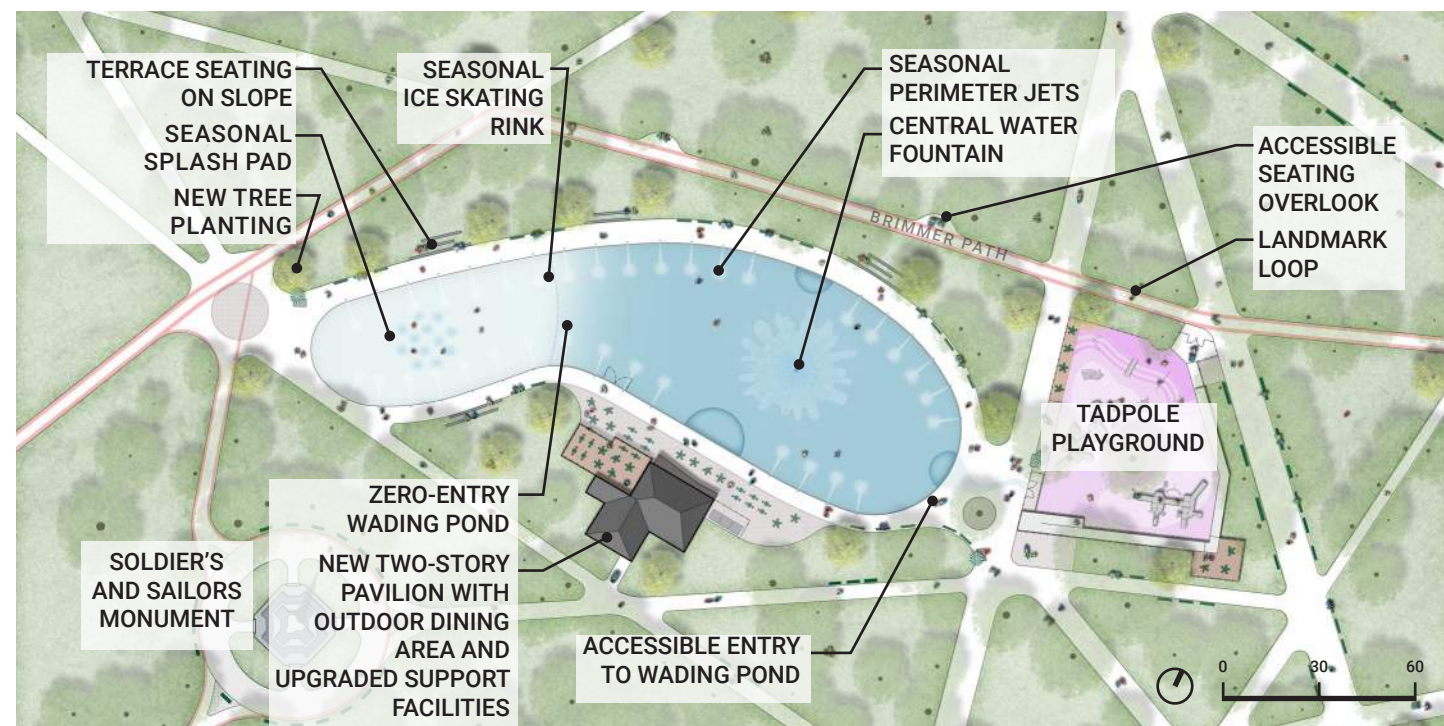 TERRACE SEATING
ON SLOPE
SEASONAL
SPLASH PAD
NEW TREE
PLANTING
SEASONAL
ICE SKATING
RINK
SEASONAL
PERIMETER JETS
CENTRAL WATER
FOUNTAIN
ACCESSIBLE
SEATING
OVERLOOK
LANDMARK
LOOP
BRIMMER PATH
TADPOLE
PLAYGROUND
ZERO-ENTRY
WADING POND
NEW TWO-STORY
PAVILION WITH
OUTDOOR DINING
AREA AND
UPGRADED SUPPORT
FACILITIES
SOLDIER'S
AND SAILORS
MONUMENT
ACCESSIBLE ENTRY
TO WADING POND
0 30 60